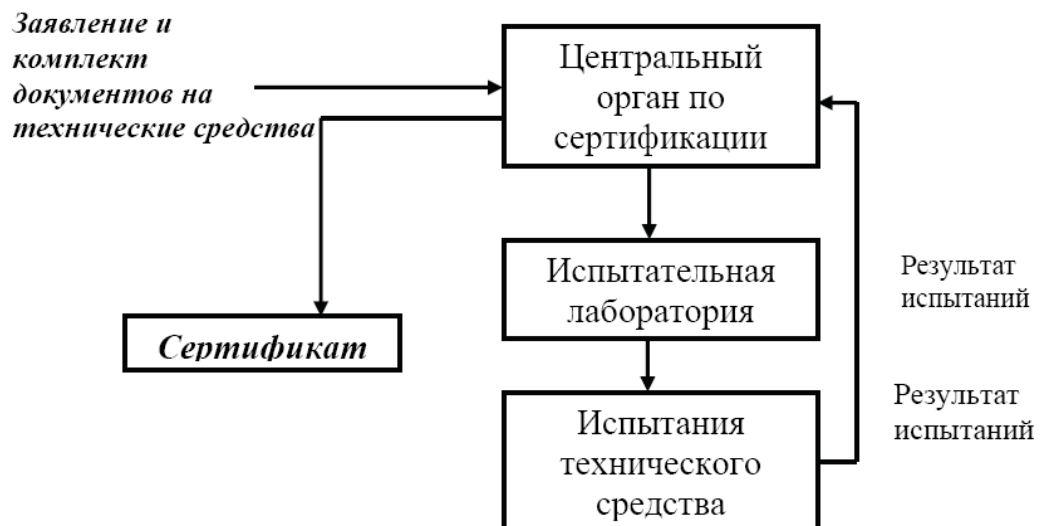 Заявление и
комплект
документов на
технические средства
Центральный
орган по
сертификации
Испытательная
лаборатория
Результат
испытаний
Сертификат
Испытания
технического
средства
Результат
испытаний